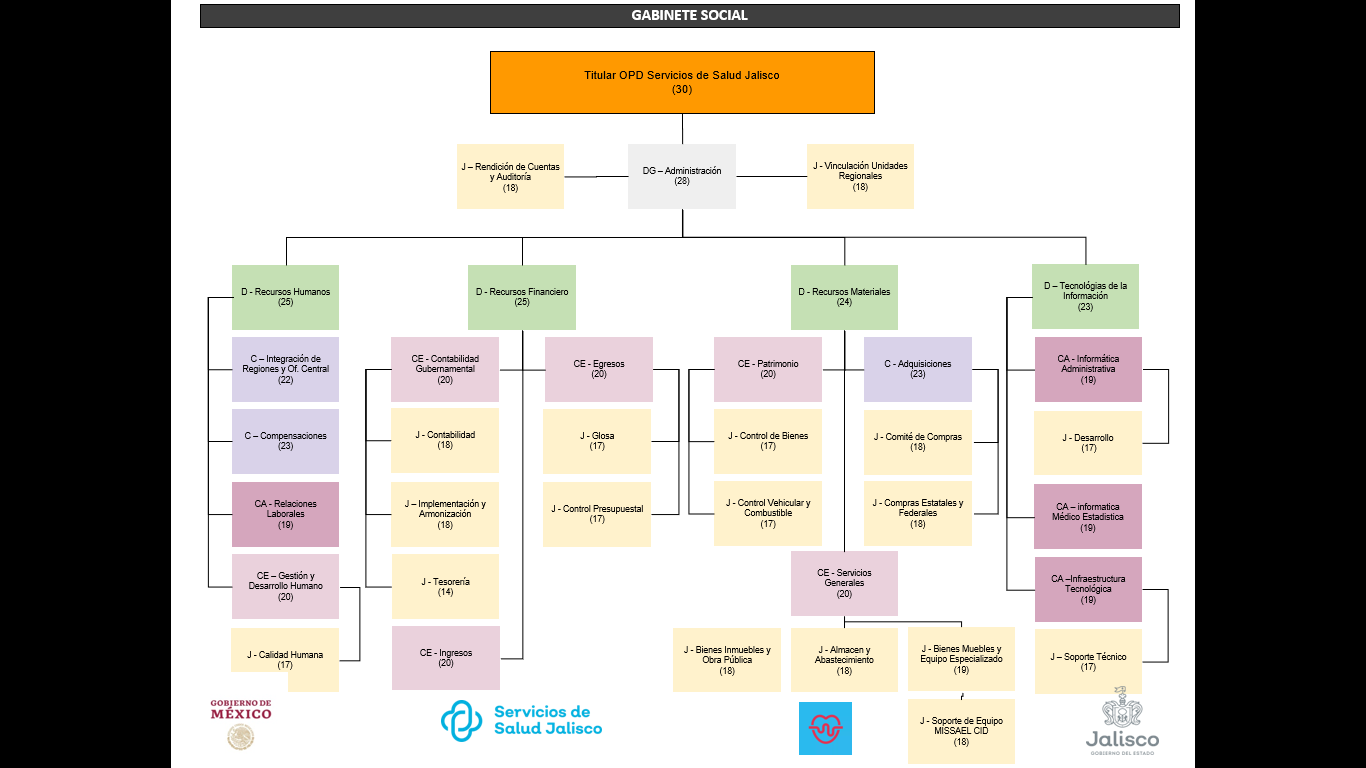 GABINETE SOCIAL
Titular OPD Servicios de Salud Jalisco
(30)
J – Rendición de Cuentas
y Auditoría
(18)
DG – Administración
(28)
J - Vinculación Unidades
Regionales
(18)
D - Recursos Humanos
(25)
D - Recursos Financiero
(25)
D - Recursos Materiales
(24)
D – Tecnológias de la
Información
(23)
C – Integración de
Regiones y Of. Central
(22)
CE - Contabilidad
Gubernamental
(20)
CE - Egresos
(20)
CE - Patrimonio
(20)
C - Adquisiciones
(23)
CA - Informática
Administrativa
(19)
C – Compensaciones
(23)
J - Contabilidad
(18)
J - Glosa
(17)
J - Control de Bienes
(17)
J - Comité de Compras
(18)
J - Desarrollo
(17)
CA - Relaciones
Laborales
(19)
J – Implementación y
Armonización
(18)
J - Control Presupuestal
(17)
J - Control Vehicular y
Combustible
(17)
J - Compras Estatales y
Federales
(18)
CA – informatica
Médico Estadistica
(19)
CE – Gestión y
Desarrollo Humano
(20)
J - Tesorería
(14)
CE - Servicios
Generales
(20)
CA –Infraestructura
Tecnológica
(19)
J - Calidad Humana
(17)
CE - Ingresos
(20)
J - Bienes Inmuebles y
Obra Pública
(18)
J - Almacen y
Abastecimiento
(18)
J - Bienes Muebles y
Equipo Especializado
(19)
J – Soporte Técnico
(17)
J - Soporte de Equipo
MISSAEL CID
(18)
GOBIERNO DE
MÉXICO
Servicios de
Salud Jalisco
Jalisco
GOBIERNO DEL ESTADO